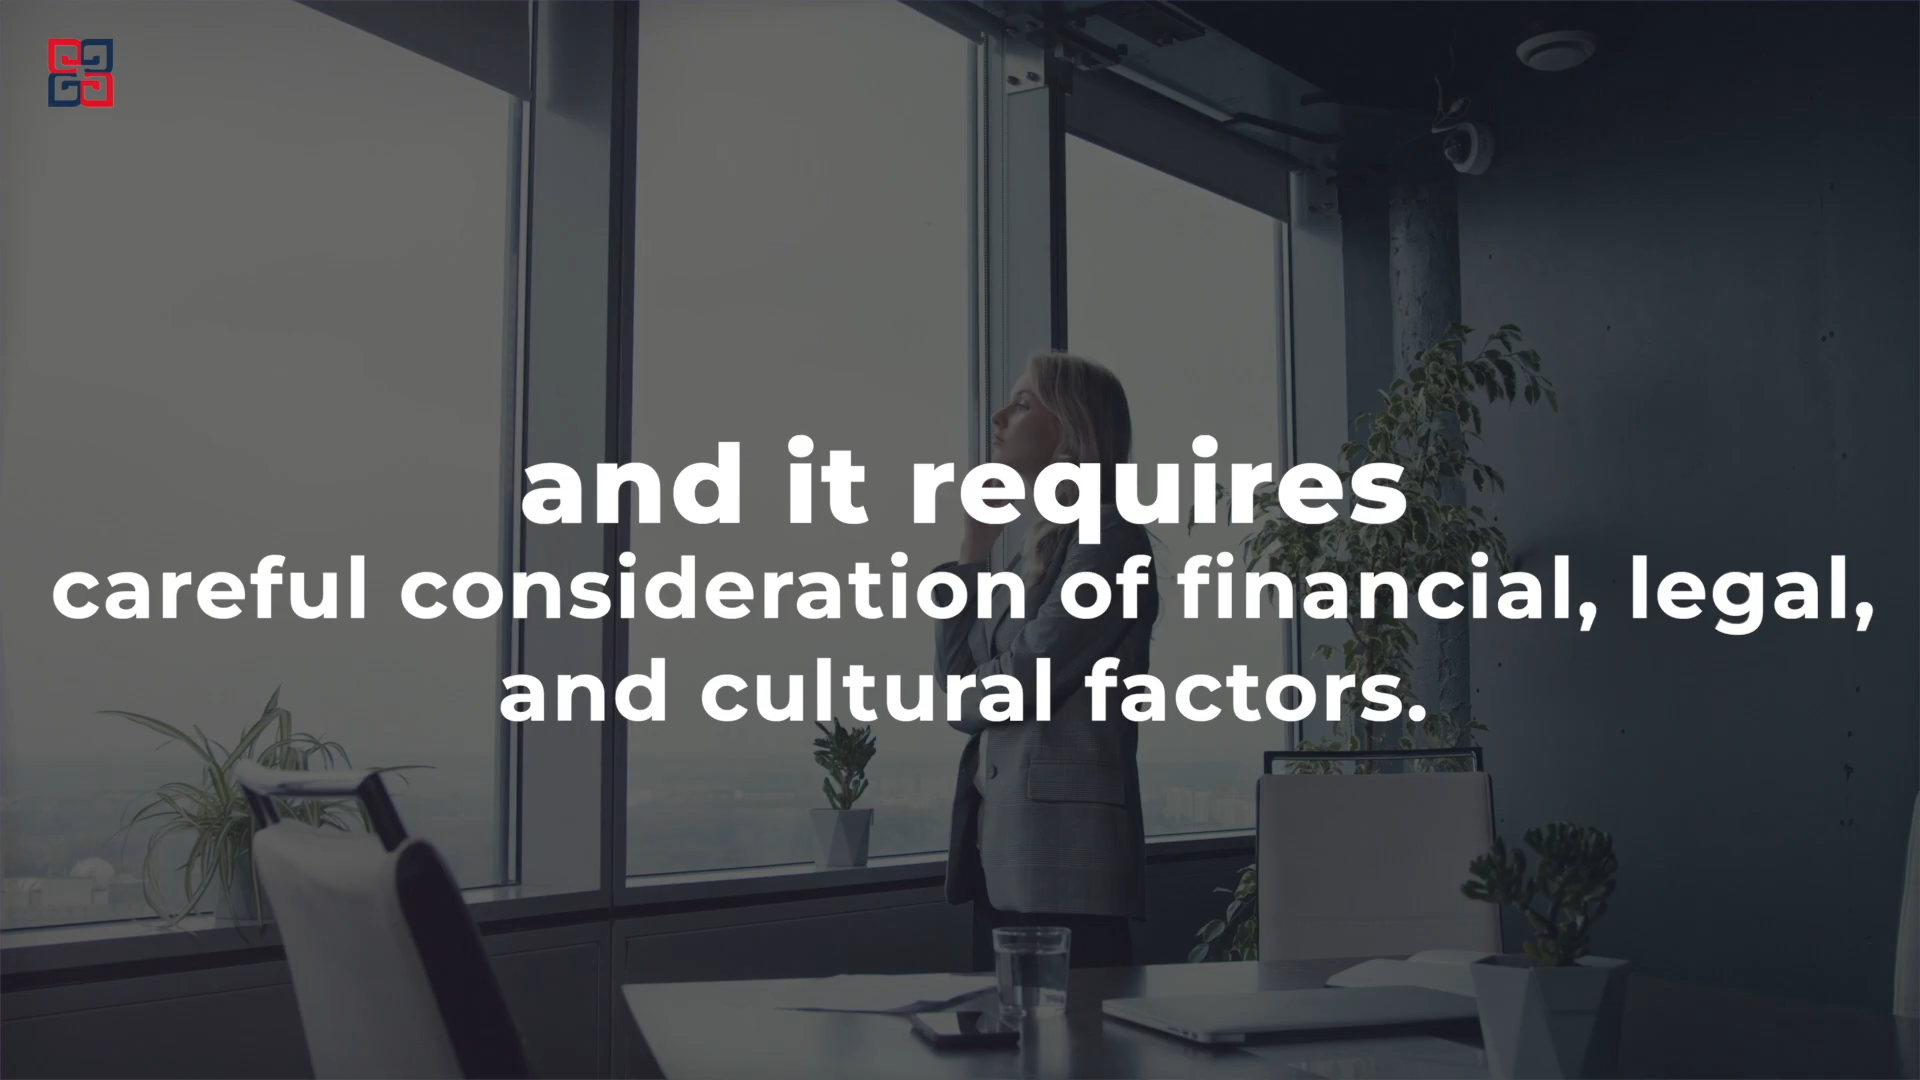 and it requires
careful consideration of financial, legal,
and cultural factors.